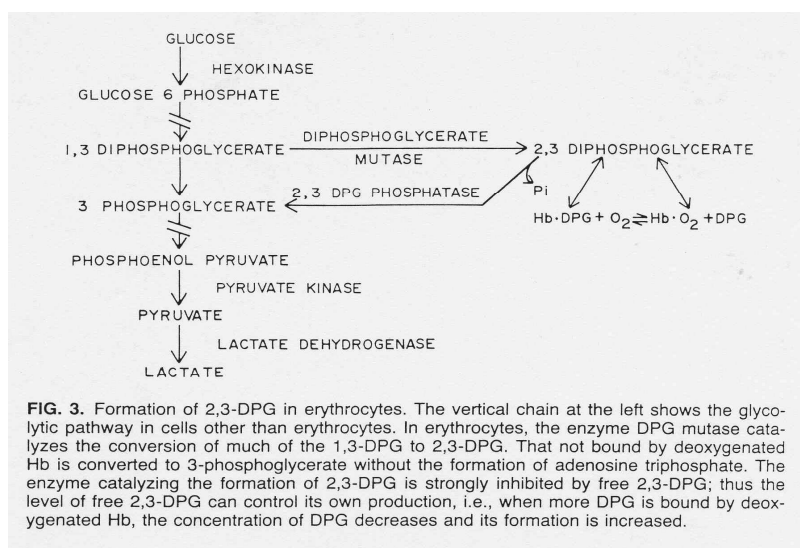 GLUCOSE
HEXOKINASE
GLUCOSE 6 PHOSPHATE
1,3 DIPHOSPHOGLYCERATE
DIPHOSPHOGLYCERATE
MUTASE
2,3 DIPHOSPHOGLYCERATE
Pi
2,3 DPG PHOSPHATASE
3 PHOSPHOGLYCERATE
Hb·DPG + O2⇌Hb·O2 +DPG
PHOSPHOENOL PYRUVATE
PYRUVATE KINASE
PYRUVATE
LACTATE DEHYDROGENASE
LACTATE
FIG. 3. Formation of 2,3-DPG in erythrocytes. The vertical chain at the left shows the glyco-
lytic pathway in cells other than erythrocytes. In erythrocytes, the enzyme DPG mutase cata-
lyzes the conversion of much of the 1,3-DPG to 2,3-DPG. That not bound by deoxygenated
Hb is converted to 3-phosphoglycerate without the formation of adenosine triphosphate. The
enzyme catalyzing the formation of 2,3-DPG is strongly inhibited by free 2,3-DPG; thus the
level of free 2,3-DPG can control its own production, i.e., when more DPG is bound by deox-
ygenated Hb, the concentration of DPG decreases and its formation is increased.